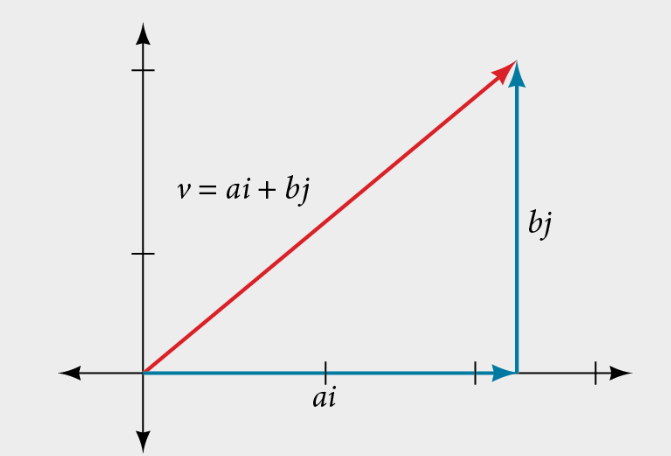 v = ai + bj
bj
ai